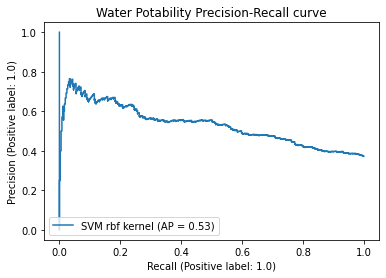 Water Potability Precision-Recall curve
Precision (Positive label: 1.0)
1.0
0.8
0.6
0.4
0.2
0.0
SVM rbf kernel (AP = 0.53)
0.0 0.2 0.4 0.6 0.8 1.0
Recall (Positive label: 1.0)